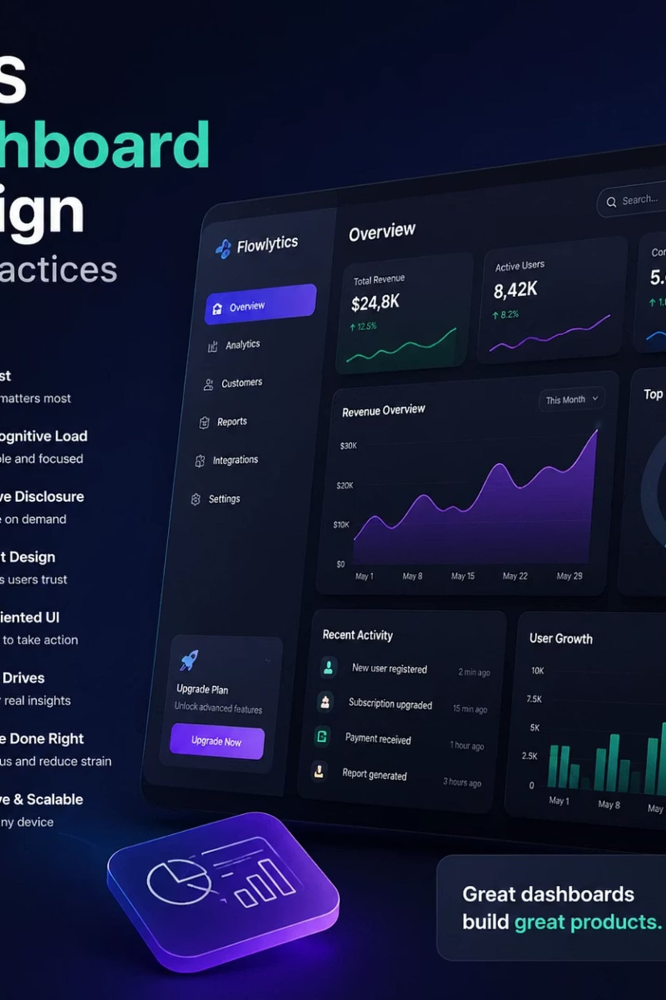 S
hboard
ign
actices
st
matters most
ognitive Load
ole and focused
ve Disclosure
e on demand
t Design
s users trust
iented UI
to take action
Drives
r real insights
e Done Right
us and reduce strain
ve & Scalable
ny device
Flowlytics
Overview
Analytics
Customers
Reports
Integrations
Settings
Upgrade Plan
Unlock advanced features
Upgrade Now
Overview
Search...
Total Revenue
$24,8K
↑ 12.5%
Active Users
8,42K
↑ 8.2%
Con
5.
↑ 1.
Revenue Overview
This Month
$30K
$20K
$10K
$0
May 1 May 8 May 15 May 22 May 29
Top
Recent Activity
New user registered 2 min ago
Subscription upgraded 15 min ago
Payment received 1 hour ago
Report generated 3 hours ago
User Growth
10K
7.5K
5K
2.5K
0
May 1 May 8 May
Great dashboards
build great products.